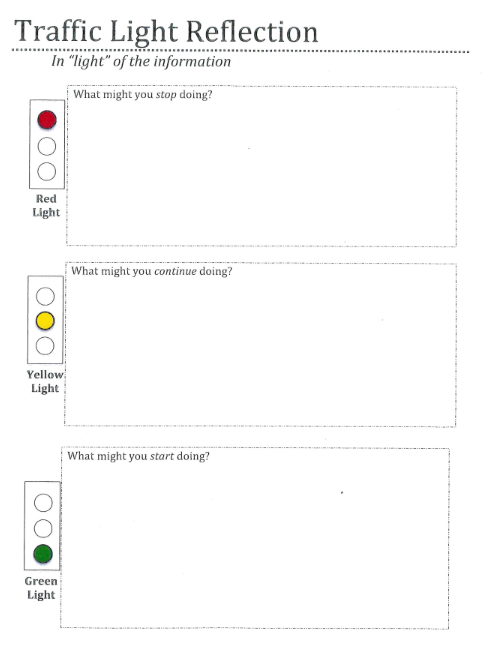 Traffic Light Reflection
In "light" of the information
What might you stop doing?
Red
Light
What might you continue doing?
Yellow
Light
What might you start doing?
Green
Light